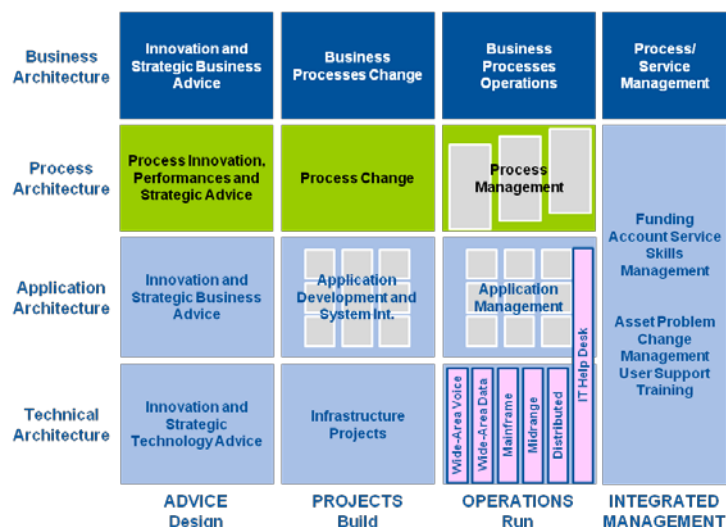 Business
Architecture
Innovation and
Strategic Business
Advice
Business
Processes Change
Business
Processes
Operations
Process/
Service
Management
Process
Architecture
Process Innovation,
Performances and
Strategic Advice
Process Change
Process
Management
Funding
Account Service
Skills
Management
Asset Problem
Change
Management
User Support
Training
Application
Architecture
Innovation and
Strategic Business
Advice
Application
Development and
System Int.
Application
Management
IT Help Desk
Technical
Architecture
Innovation and
Strategic
Technology Advice
Infrastructure
Projects
Wide-Area Voice
Wide-Area Data
Mainframe
Midrange
Distributed
ADVICE
Design
PROJECTS
Build
OPERATIONS
Run
INTEGRATED
MANAGEMENT